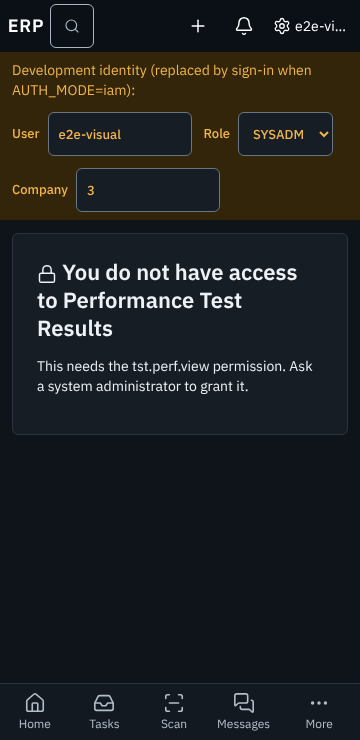 ERP
e2e-vi...
Development identity (replaced by sign-in when
AUTH_MODE=iam):
User e2e-visual Role SYSADM
Company 3
You do not have access
to Performance Test
Results
This needs the tst.perf.view permission. Ask
a system administrator to grant it.
Home Tasks Scan Messages More